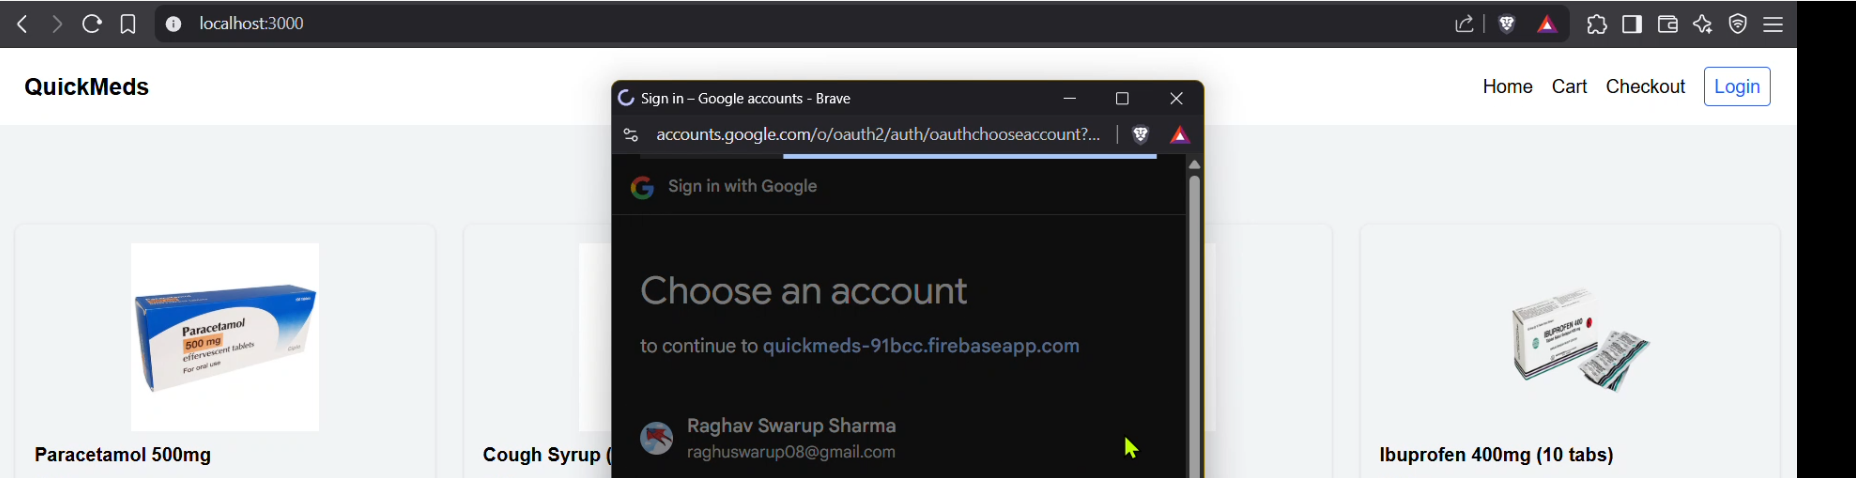 localhost:3000
QuickMeds
Home Cart Checkout Login
Sign in – Google accounts - Brave
accounts.google.com/o/oauth2/auth/oauthchooseaccount?...
Sign in with Google
Choose an account
to continue to quickmeds-91bcc.firebaseapp.com
Raghav Swarup Sharma
raghuswarup08@gmail.com
Paracetamol
500 mg
effervescent tablets
For oral use
IBUPROFEN 400
Paracetamol 500mg
Cough Syrup (
Ibuprofen 400mg (10 tabs)